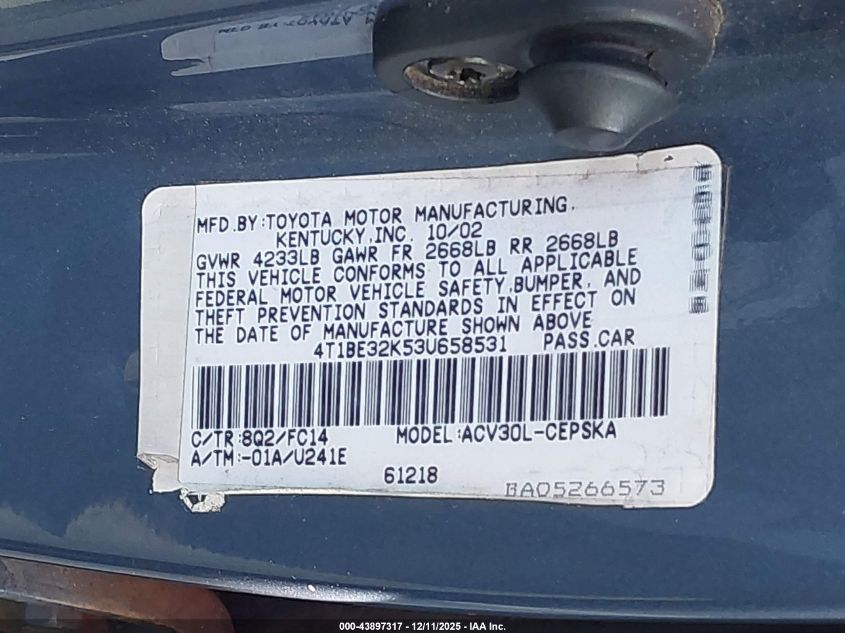 MFD.BY:TOYOTA MOTOR MANUFACTURING,
KENTUCKY,INC. 10/02
GVWR 4233LB GAWR FR 2668LB RR 2668LB
THIS VEHICLE CONFORMS TO ALL APPLICABLE
FEDERAL MOTOR VEHICLE SAFETY,BUMPER, AND
THEFT PREVENTION STANDARDS IN EFFECT ON
THE DATE OF MANUFACTURE SHOWN ABOVE
4T1BE32K53U658531 PASS.CAR
C/TR:8Q2/FC14 MODEL:ACV30L-CEPSKA
A/TM:-01A/U241E
61218
BA05266573
000-43897317 - 12/11/2025 - IAA Inc.